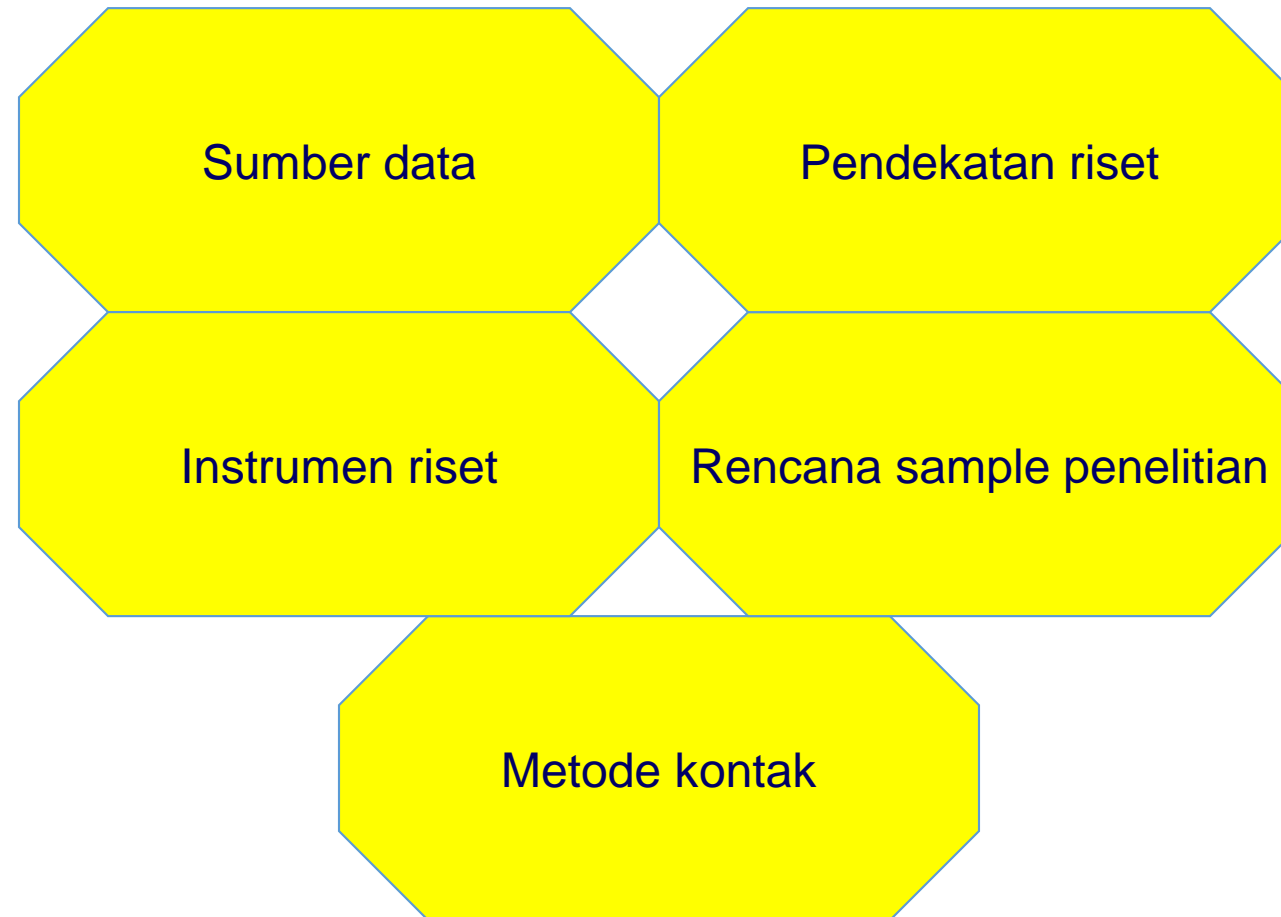 Sumber data
Pendekatan riset
Instrumen riset
Rencana sample penelitian
Metode kontak